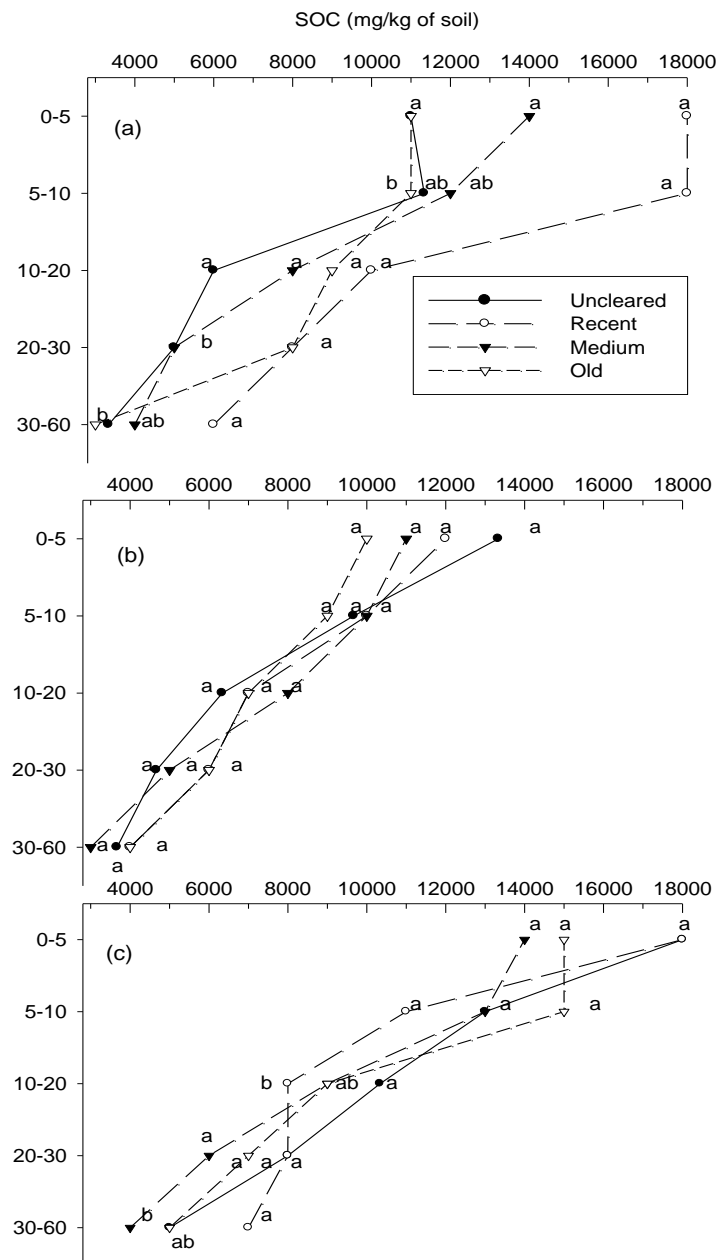 SOC (mg/kg of soil)
4000 6000 8000 10000 12000 14000 16000 18000
0-5 a a a
(a)
5-10 b ab ab a
10-20 a a a
Uncleared
Recent
Medium
Old
20-30 b a
30-60 b ab a
4000 6000 8000 10000 12000 14000 16000 18000
0-5 a a a a
(b)
5-10 a a a
10-20 a a a
20-30 a a a
30-60 a a
a
4000 6000 8000 10000 12000 14000 16000 18000
a a a
0-5
(c)
5-10 a a a
10-20 b ab a
a
20-30 a a a
30-60 b a
ab